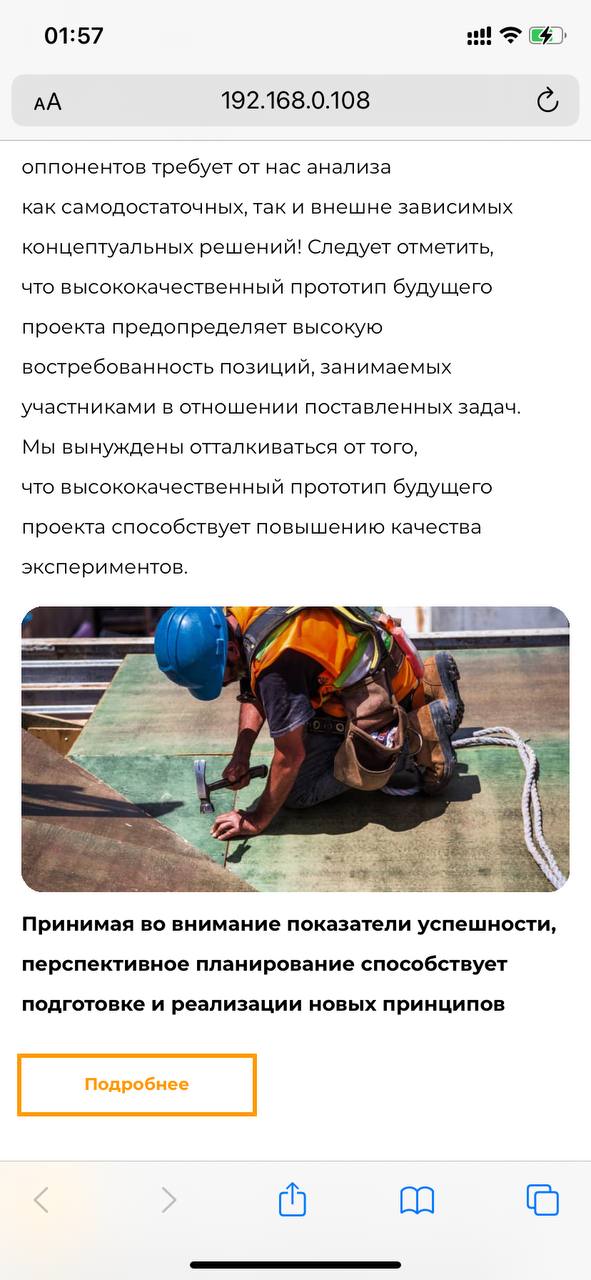 01:57
AA
192.168.0.108
оппонентов требует от нас анализа
как самодостаточных, так и внешне зависимых
концептуальных решений! Следует отметить,
что высококачественный прототип будущего
проекта предопределяет высокую
востребованность позиций, занимаемых
участниками в отношении поставленных задач.
Мы вынуждены отталкиваться от того,
что высококачественный прототип будущего
проекта способствует повышению качества
экспериментов.
Принимая во внимание показатели успешности,
перспективное планирование способствует
подготовке и реализации новых принципов
Подробнее